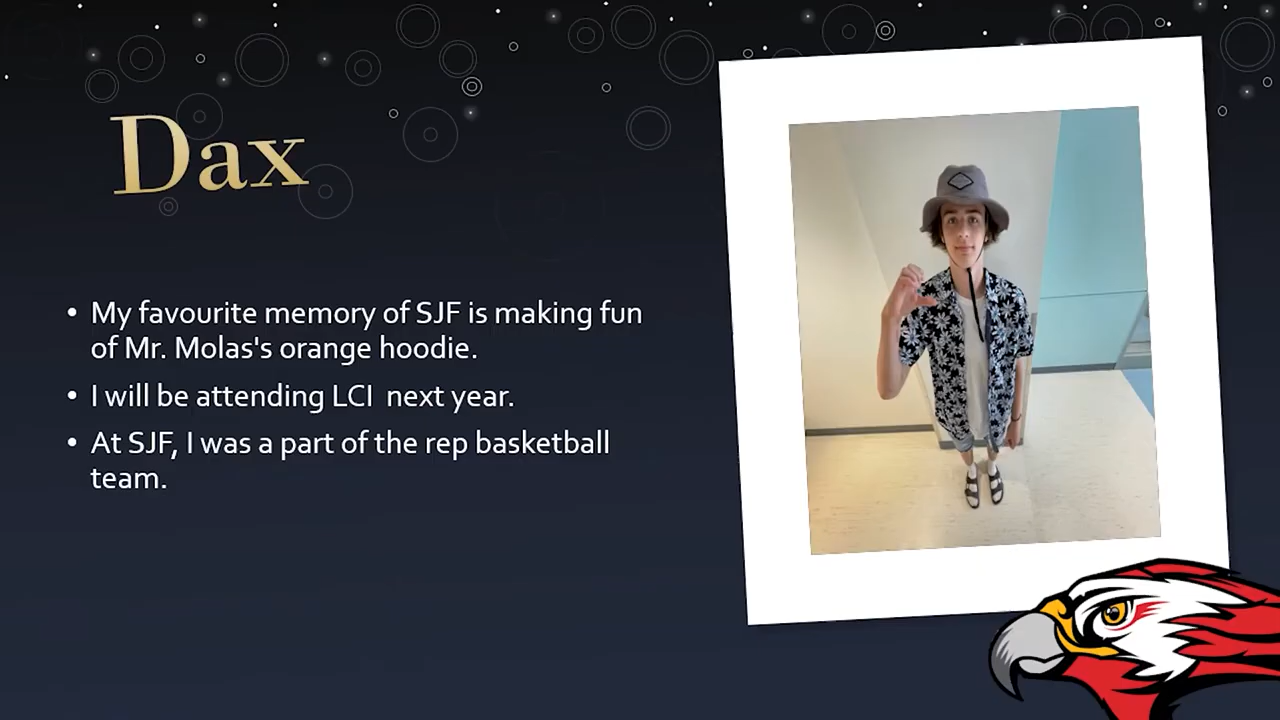 Dax
• My favourite memory of SJF is making fun
of Mr. Molas's orange hoodie.
• I will be attending LCI  next year.
• At SJF, I was a part of the rep basketball
team.